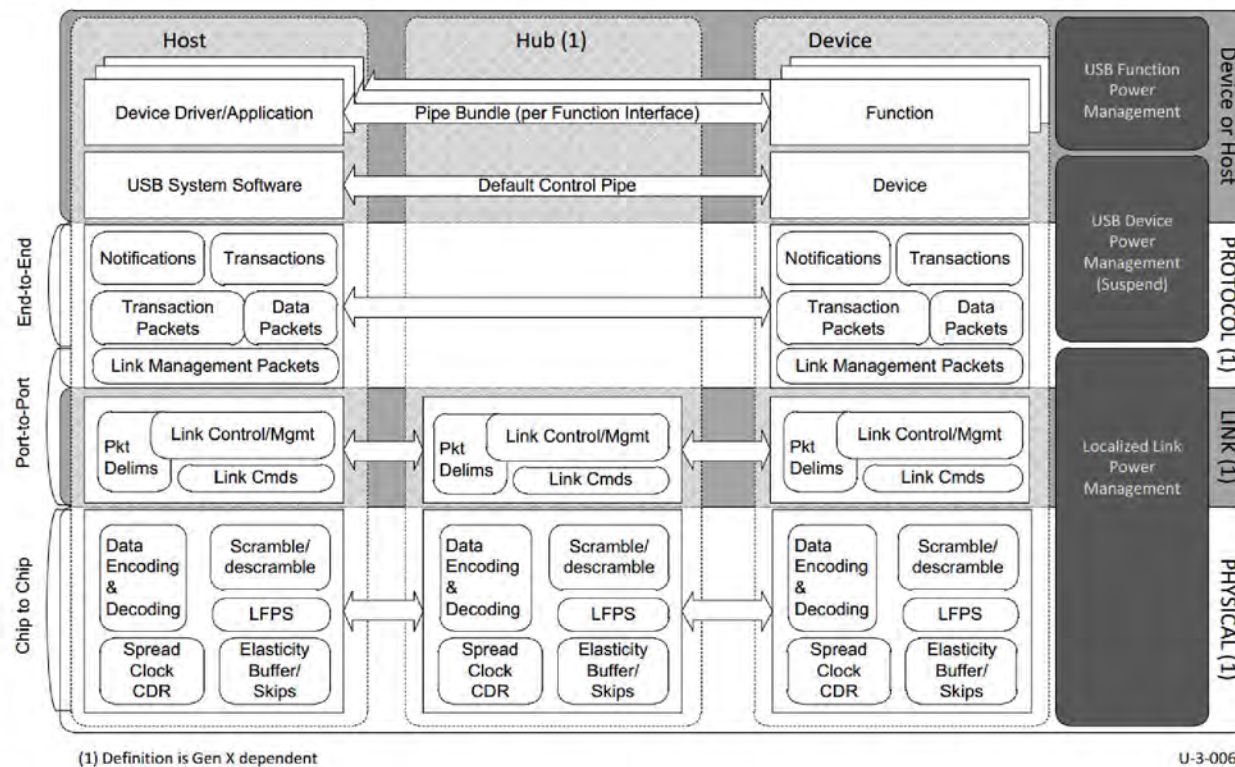 Host
Hub (1)
Device
Device Driver/Application
Pipe Bundle (per Function Interface)
Function
USB System Software
Default Control Pipe
Device
USB Function
Power
Management
Device or Host
End-to-End
Notifications
Transactions
Transaction
Packets
Data
Packets
Link Management Packets
Notifications
Transactions
Transaction
Packets
Data
Packets
Link Management Packets
USB Device
Power
Management
(Suspend)
PROTOCOL (1)
Port-to-Port
Pkt
Delims
Link Control/Mgmt
Link Cmds
Pkt
Delims
Link Control/Mgmt
Link Cmds
Pkt
Delims
Link Control/Mgmt
Link Cmds
Localized Link
Power
Management
LINK (1)
Chip to Chip
Data
Encoding
&
Decoding
Scramble/
descramble
LFPS
Spread
Clock
CDR
Elasticity
Buffer/
Skips
Data
Encoding
&
Decoding
Scramble/
descramble
LFPS
Spread
Clock
CDR
Elasticity
Buffer/
Skips
Data
Encoding
&
Decoding
Scramble/
descramble
LFPS
Spread
Clock
CDR
Elasticity
Buffer/
Skips
PHYSICAL (1)
(1) Definition is Gen X dependent
U-3-006